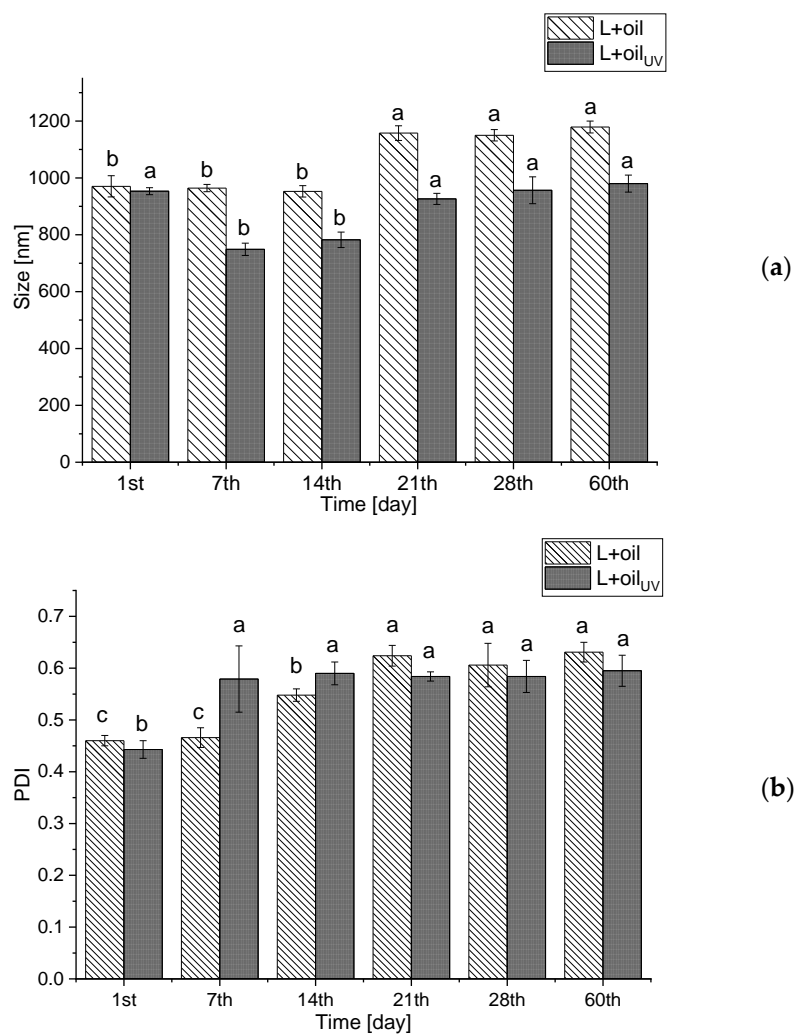 L+oil
L+oilUV
1200
1000
800
600
400
200
0
Size [nm]
b a b b b b a a a a a a
1st 7th 14th 21th 28th 60th
Time [day]
(a)
L+oil
L+oilUV
0.7
0.6
0.5
0.4
0.3
0.2
0.1
0.0
PDI
c b c a b a a a a a a a
1st 7th 14th 21th 28th 60th
Time [day]
(b)